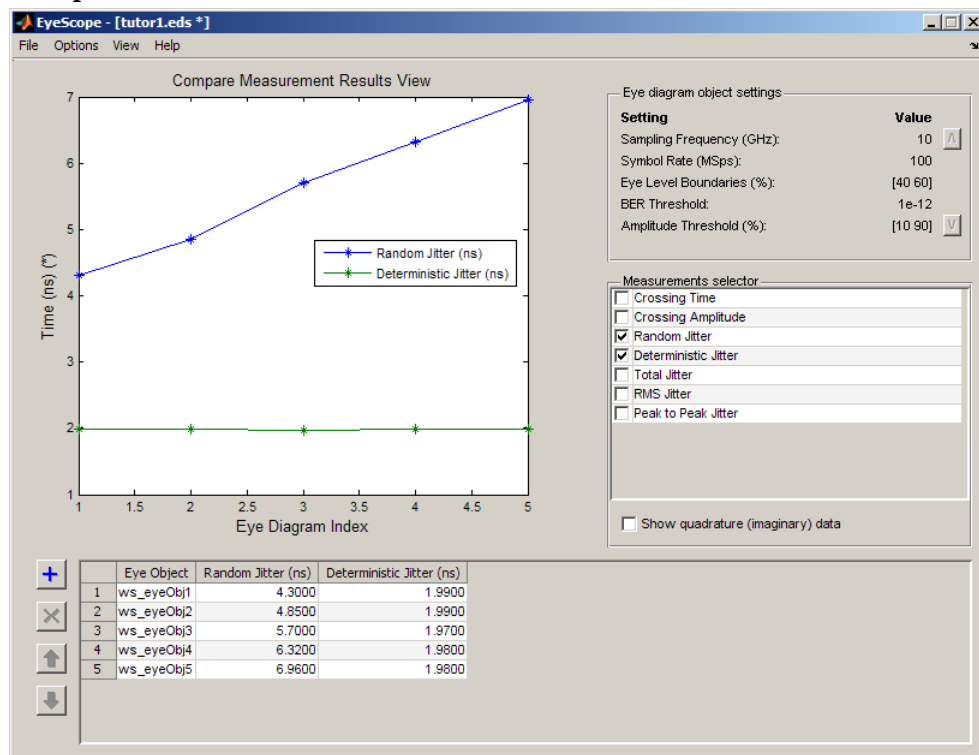 EyeScope - [tutor1.eds *]
File Options View Help
Compare Measurement Results View
7
6
5
4
3
2
1
Time (ns) (*)
Random Jitter (ns)
Deterministic Jitter (ns)
1 1.5 2 2.5 3 3.5 4 4.5 5
Eye Diagram Index
Eye diagram object settings
Setting Value
Sampling Frequency (GHz): 10
Symbol Rate (MSps): 100
Eye Level Boundaries (%): [40 60]
BER Threshold: 1e-12
Amplitude Threshold (%): [10 90]
Measurements selector
Crossing Time
Crossing Amplitude
Random Jitter
Deterministic Jitter
Total Jitter
RMS Jitter
Peak to Peak Jitter
Show quadrature (imaginary) data
Eye Object Random Jitter (ns) Deterministic Jitter (ns)
1 ws_eyeObj1 4.3000 1.9900
2 ws_eyeObj2 4.8500 1.9900
3 ws_eyeObj3 5.7000 1.9700
4 ws_eyeObj4 6.3200 1.9800
5 ws_eyeObj5 6.9600 1.9800